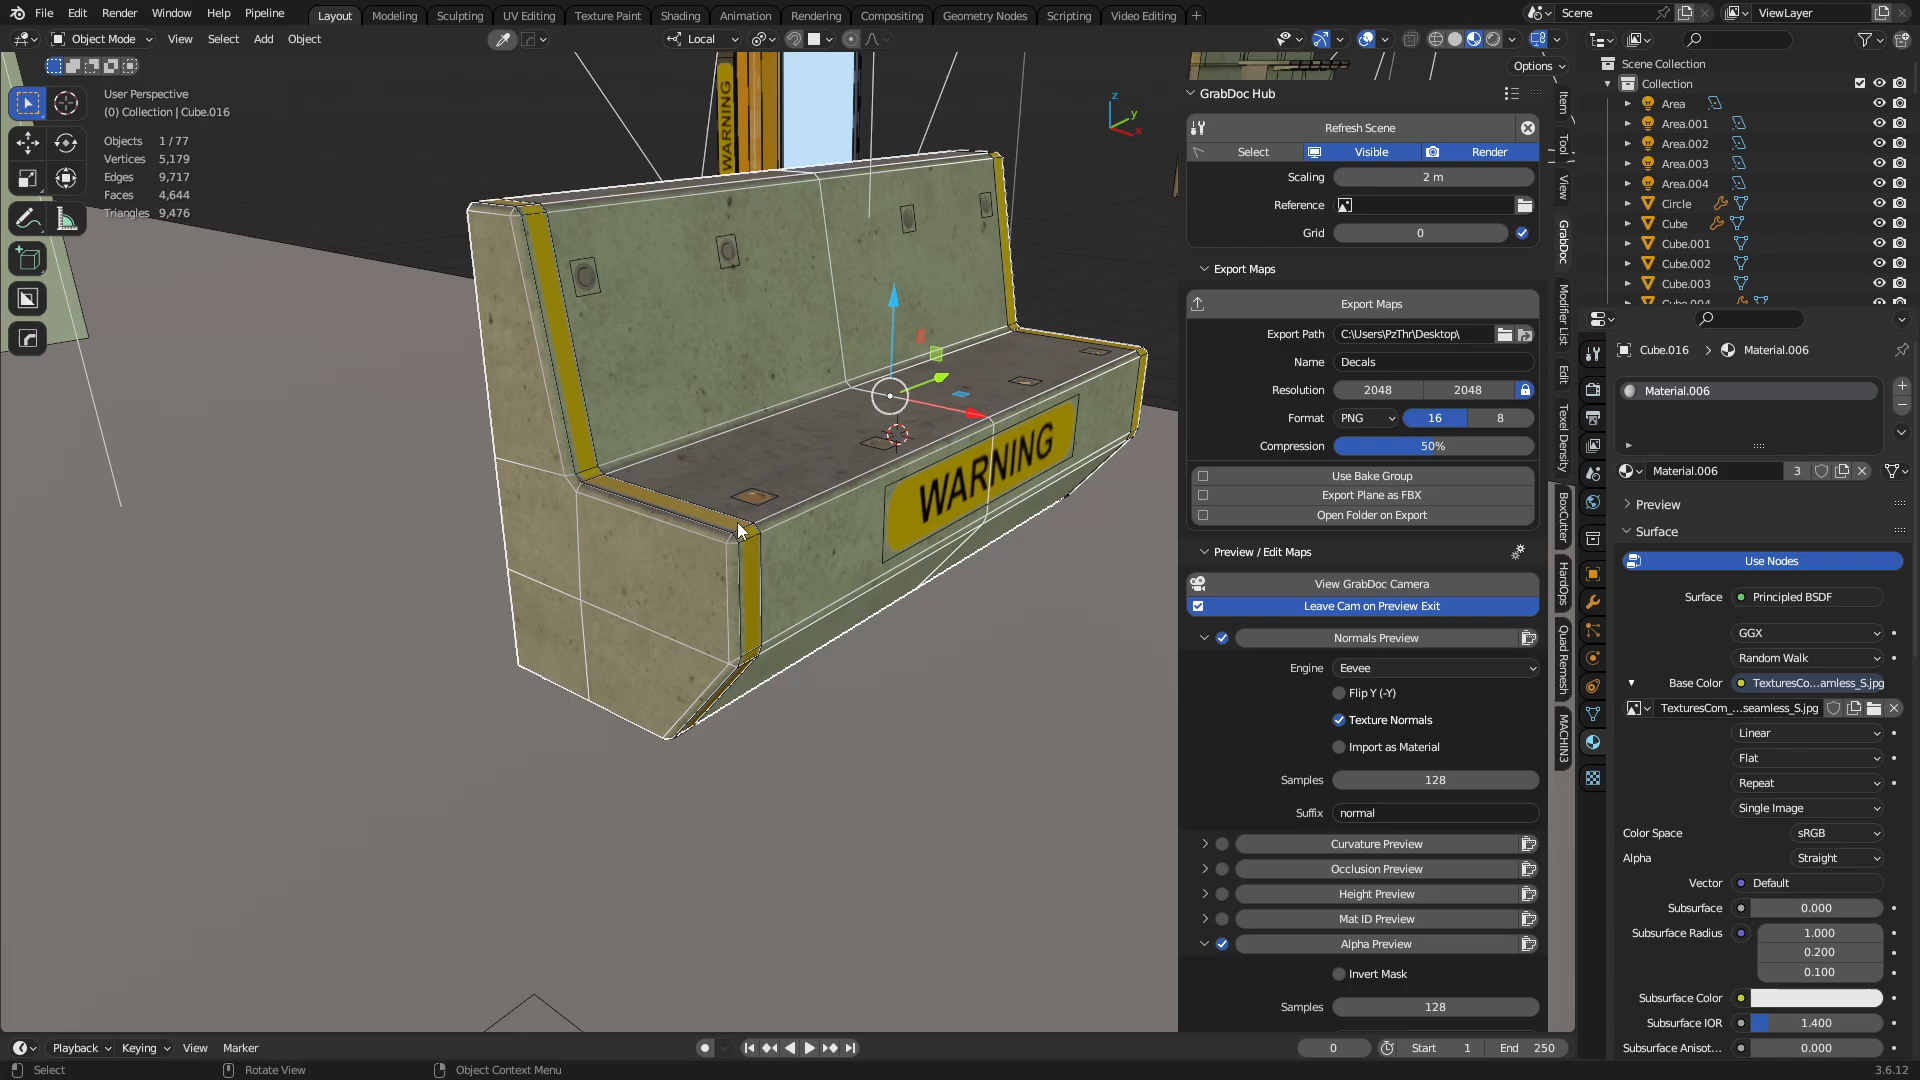 File Edit Render Window Help Pipeline
Layout Modeling Sculpting UV Editing Texture Paint Shading Animation Rendering Compositing Geometry Nodes Scripting Video Editing +
Scene ViewLayer
Object Mode View Select Add Object
Local
Options
User Perspective
(0) Collection | Cube.016
Objects 1 / 77
Vertices 5,179
Edges 9,717
Faces 4,644
Triangles 9,476
WARNING
WARNING
z
y
x
GrabDoc Hub
Refresh Scene
Select Visible Render
Scaling 2 m
Reference
Grid 0
Export Maps
Export Maps
Export Path C:\Users\PzThr\Desktop\
Name Decals
Resolution 2048 2048
Format PNG 16 8
Compression 50%
Use Bake Group
Export Plane as FBX
Open Folder on Export
Preview / Edit Maps
View GrabDoc Camera
Leave Cam on Preview Exit
Normals Preview
Engine Eevee
Flip Y (-Y)
Texture Normals
Import as Material
Samples 128
Suffix normal
Curvature Preview
Occlusion Preview
Height Preview
Mat ID Preview
Alpha Preview
Invert Mask
Samples 128
Item
Tool
View
GrabDoc
Modifier List
Edit
Texel Density
BoxCutter
HardOps
Quad Remesh
MACHIN3
Scene Collection
Collection
Area
Area.001
Area.002
Area.003
Area.004
Circle
Cube
Cube.001
Cube.002
Cube.003
Cube.004
Cube.016 Material.006
Material.006
Material.006 3
Preview
Surface
Use Nodes
Surface Principled BSDF
GGX
Random Walk
Base Color TexturesCo...amless_S.jpg
TexturesCom_...seamless_S.jpg
Linear
Flat
Repeat
Single Image
Color Space sRGB
Alpha Straight
Vector Default
Subsurface 0.000
Subsurface Radius 1.000
0.200
0.100
Subsurface Color
Subsurface IOR 1.400
Subsurface Anisot... 0.000
Playback Keying View Marker
0 Start 1 End 250
Select Rotate View Object Context Menu
3.6.12